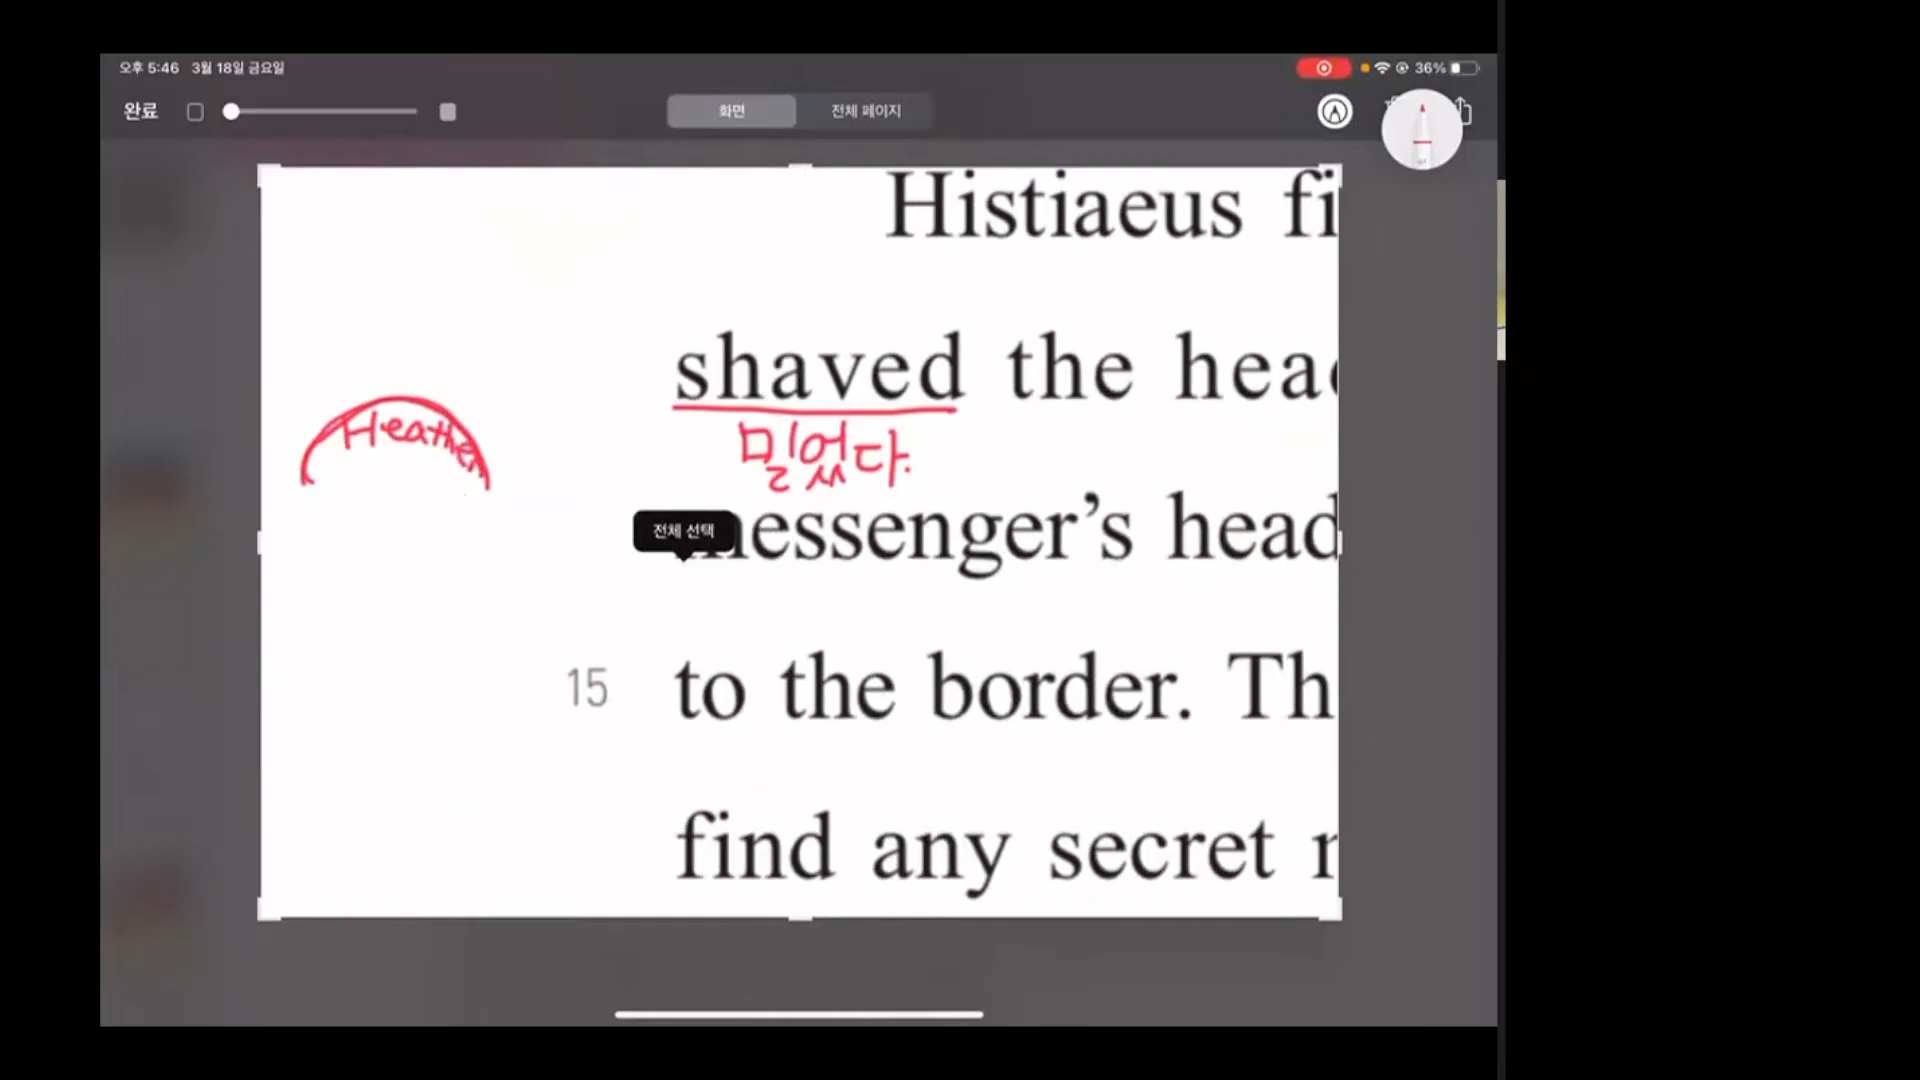 오후 5:46 3월 18일 금요일
36%
완료
화면 전체 페이지
Histiaeus fi
shaved the hea
Heather
밀었다.
전체 선택
essenger’s head
15 to the border. Th
find any secret